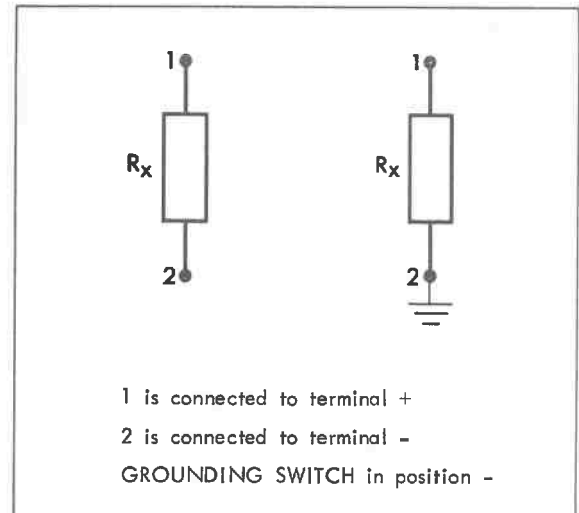 1 1
Rx Rx
2 2
1 is connected to terminal +
2 is connected to terminal -
GROUNDING SWITCH in position -